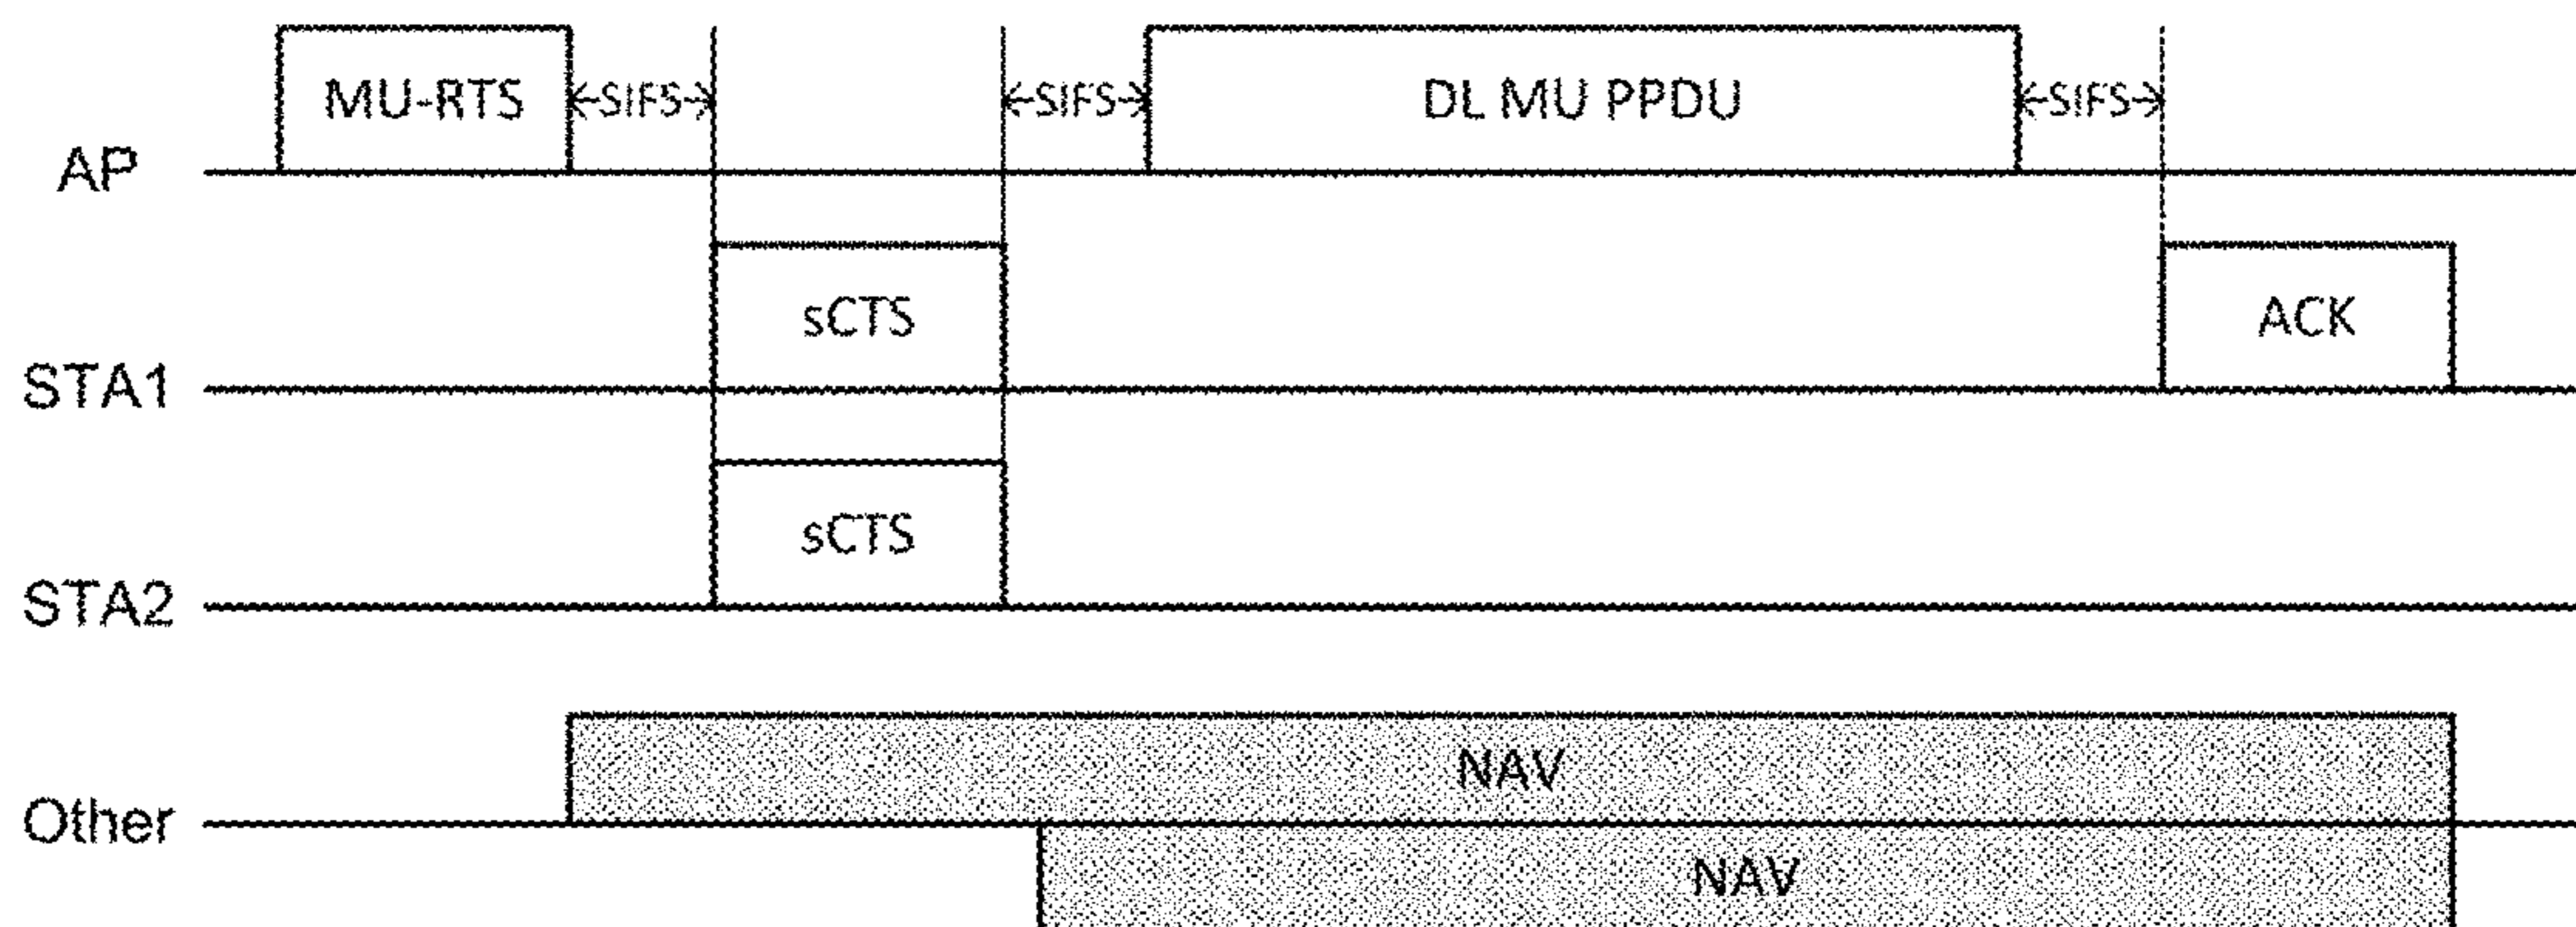 MU-RTS
SIFS
SIFS
DL MU PPDU
SIFS
AP
sCTS
ACK
STA1
sCTS
STA2
NAV
Other
NAV